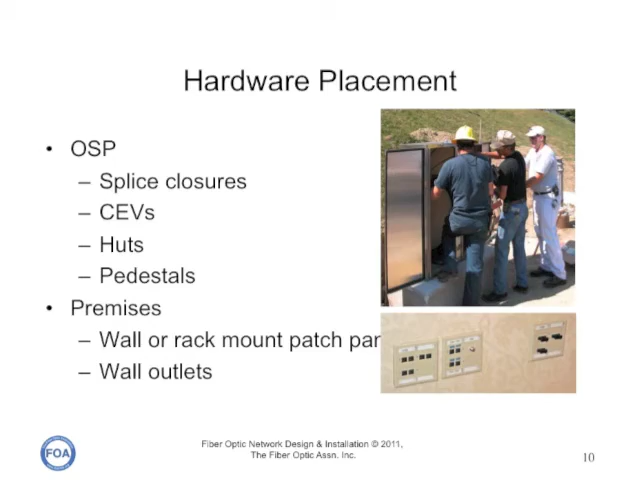 Hardware Placement
• OSP
– Splice closures
– CEVs
– Huts
– Pedestals
• Premises
– Wall or rack mount patch pan
– Wall outlets
FOA
Fiber Optic Network Design & Installation © 2011,
The Fiber Optic Assn. Inc.
10